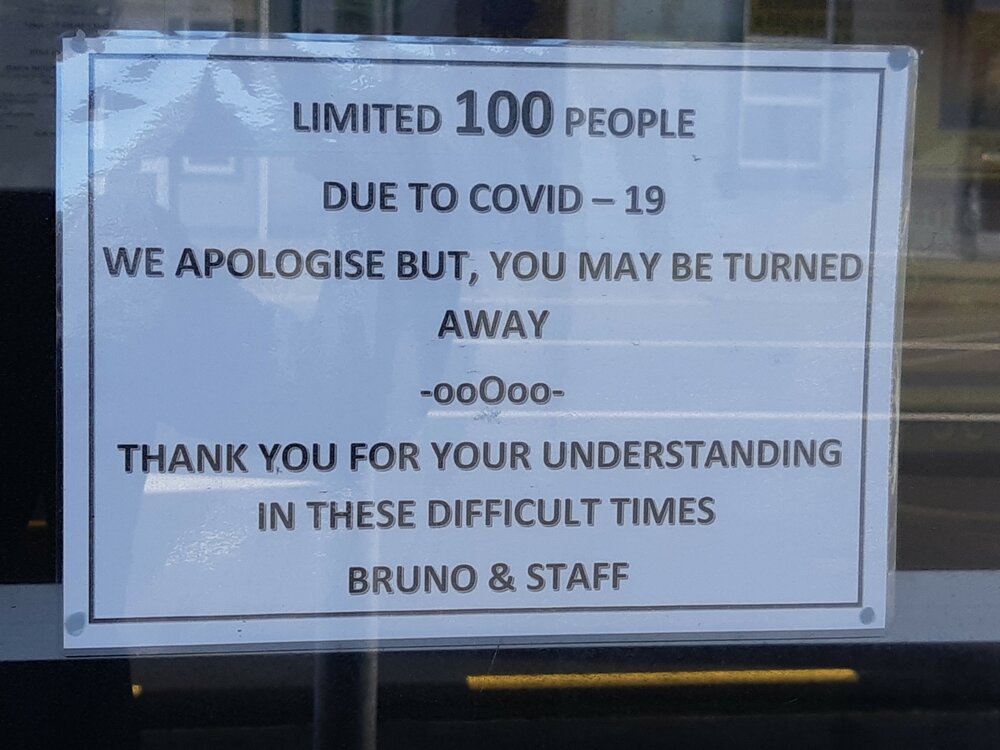 LIMITED 100 PEOPLE
DUE TO COVID – 19
WE APOLOGISE BUT, YOU MAY BE TURNED
AWAY
-ooOoo-
THANK YOU FOR YOUR UNDERSTANDING
IN THESE DIFFICULT TIMES
BRUNO & STAFF